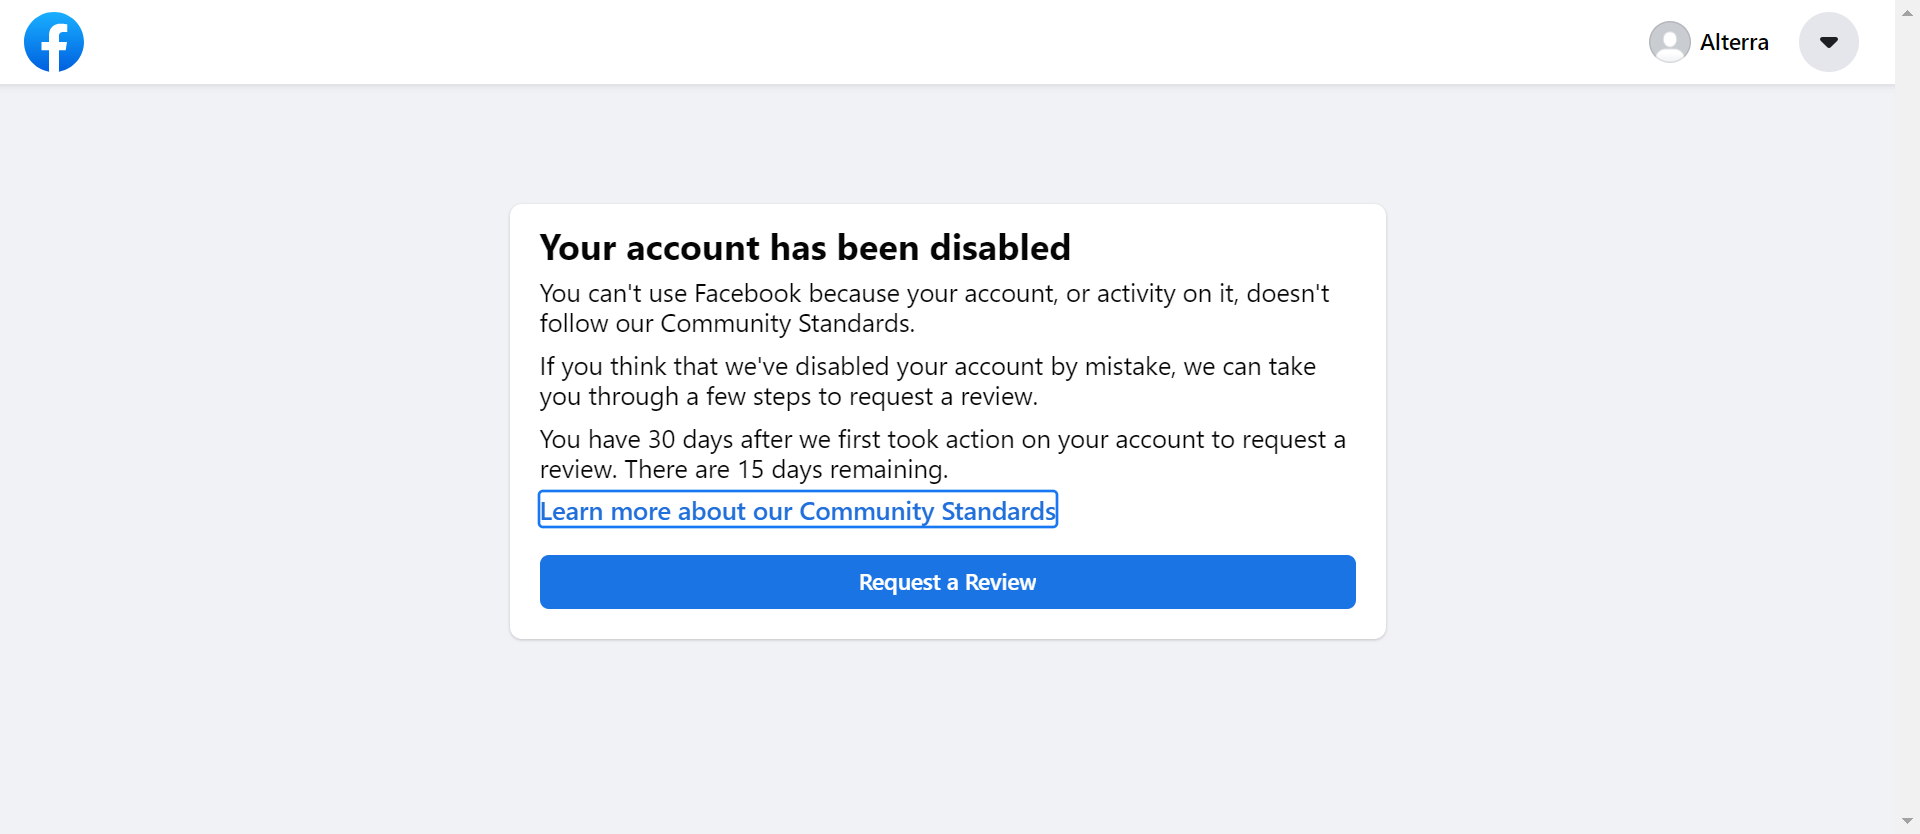 Alterra
Your account has been disabled
You can't use Facebook because your account, or activity on it, doesn't
follow our Community Standards.
If you think that we've disabled your account by mistake, we can take
you through a few steps to request a review.
You have 30 days after we first took action on your account to request a
review. There are 15 days remaining.
Learn more about our Community Standards
Request a Review